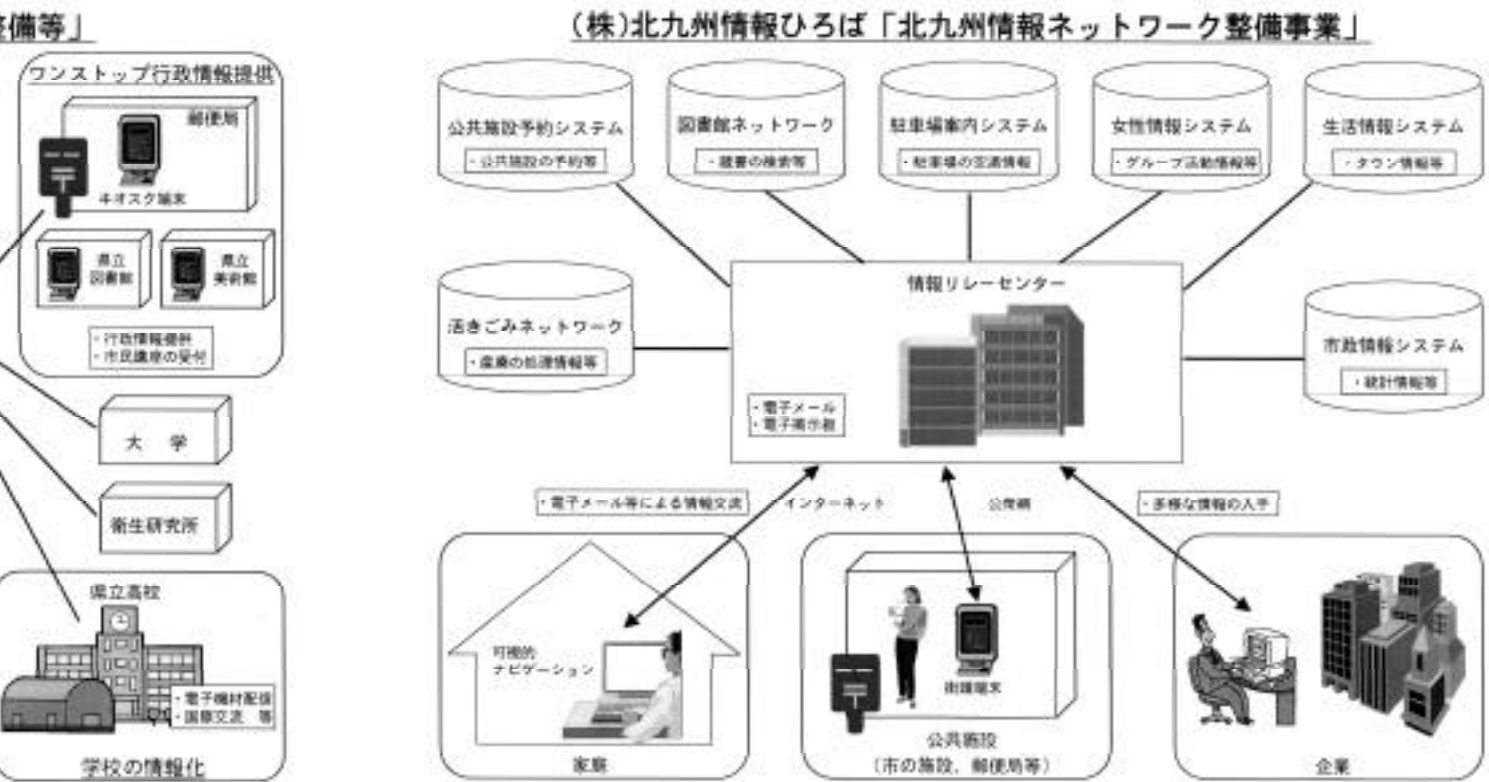 整備等」
ワンストップ行政情報提供
郵便局
キオスク端末
県立
図書館
県立
美術館
・行政情報提供
・市民講座の受付
大 学
衛生研究所
県立高校
・国際交流 等
学校の情報化
(株)北九州情報ひろば「北九州情報ネットワーク整備事業」
公共施設予約システム
・公共施設の予約等
図書館ネットワーク
・蔵書の検索等
駐車場案内システム
・駐車場の空満情報
女性情報システム
・グループ活動情報等
生活情報システム
・タウン情報等
活きごみネットワーク
・産廃の処理情報等
情報リレーセンター
・電子メール
・電子掲示板
市政情報システム
・統計情報等
・電子メール等による情報交流
インターネット
公衆網
・多様な情報の入手
可視的
ナビゲーション
家庭
街頭端末
公共施設
(市の施設、郵便局等)
企業